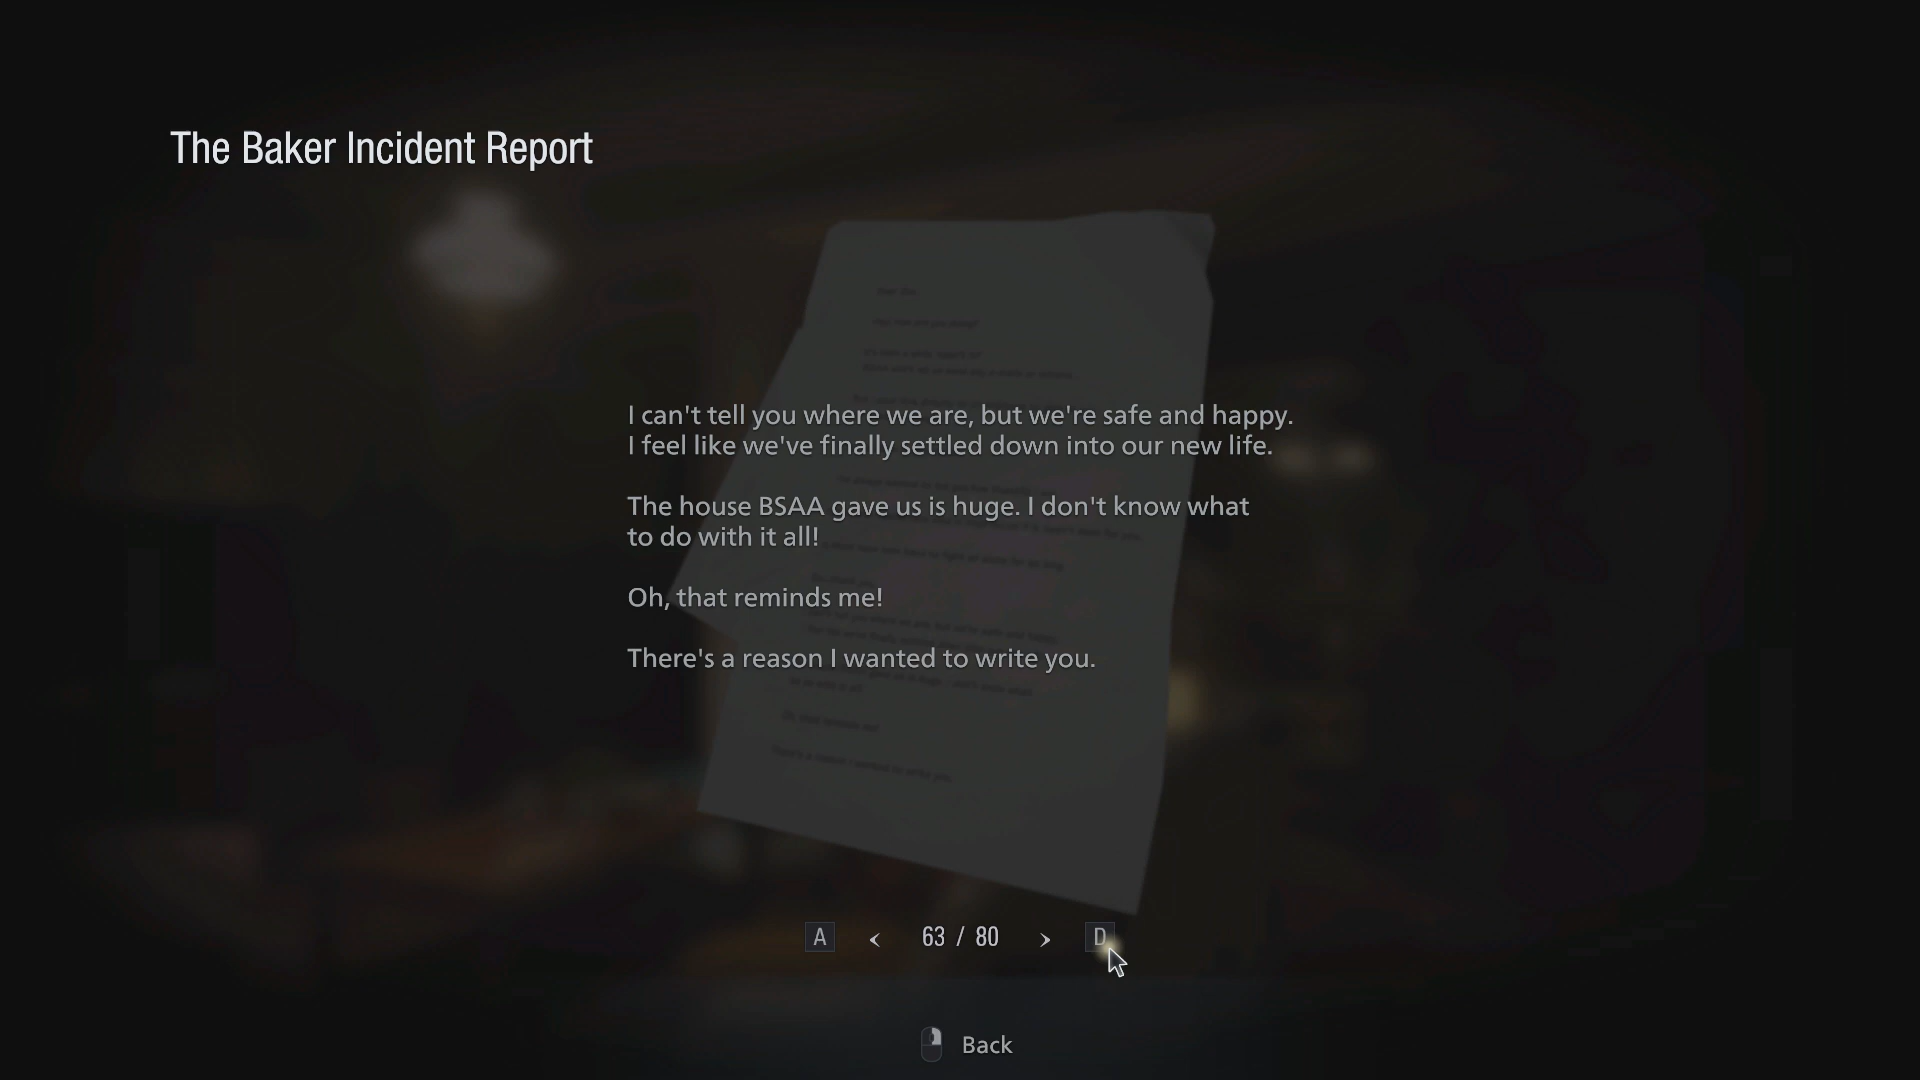 The Baker Incident Report
I can't tell you where we are, but we're safe and happy.
I feel like we've finally settled down into our new life.
The house BSAA gave us is huge. I don't know what
to do with it all!
Oh, that reminds me!
There's a reason I wanted to write you.
A < 63 / 80 > D
Back